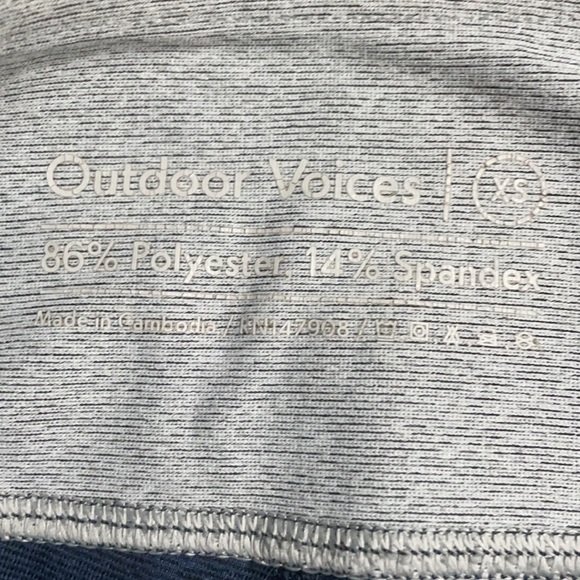 Outdoor Voices | XS
86% Polyester, 14% Spandex
Made in Cambodia / RN147908 /